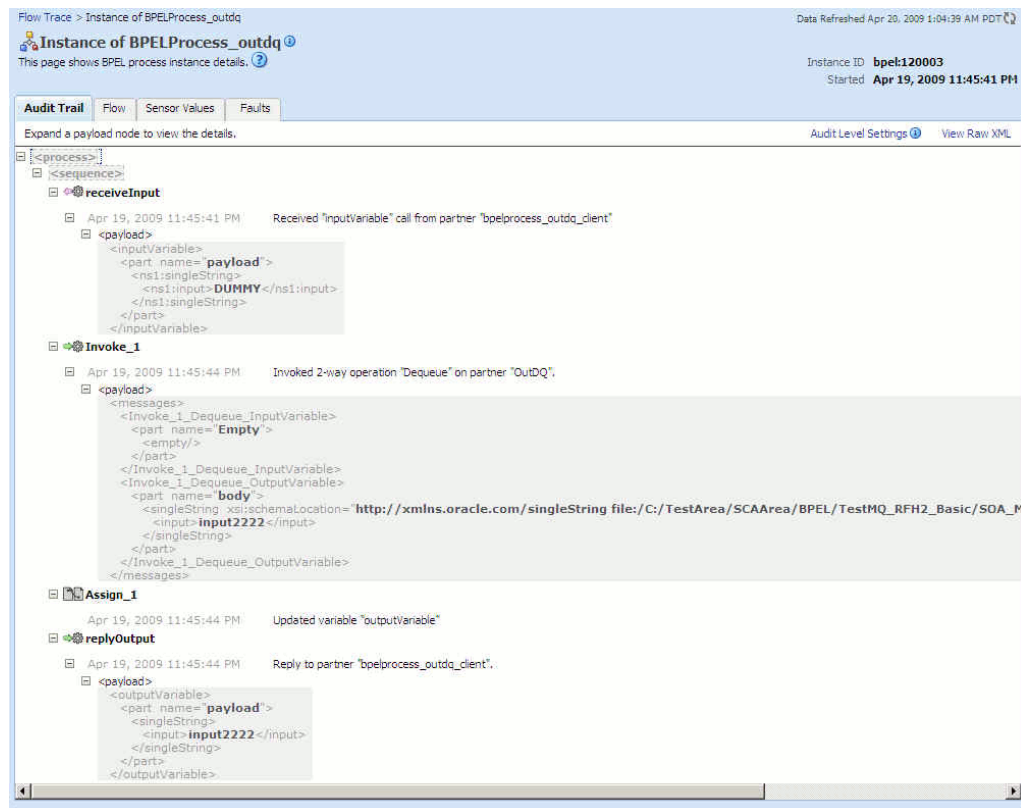 Flow Trace > Instance of BPELProcess_outdq
Data Refreshed Apr 20, 2009 1:04:39 AM PDT
Instance of BPELProcess_outdq
This page shows BPEL process instance details.
Instance ID bpel:120003
Started Apr 19, 2009 11:45:41 PM
Audit Trail Flow Sensor Values Faults
Expand a payload node to view the details.
Audit Level Settings View Raw XML
<process>
<sequence>
receiveInput
Apr 19, 2009 11:45:41 PM Received "inputVariable" call from partner "bpelprocess_outdq_client"
<payload>
<inputVariable>
<part name="payload">
<ns1:singleString>
<ns1:input>DUMMY</ns1:input>
</ns1:singleString>
</part>
</inputVariable>
Invoke_1
Apr 19, 2009 11:45:44 PM Invoked 2-way operation "Dequeue" on partner "OutDQ".
<payload>
<messages>
<Invoke_1_Dequeue_InputVariable>
<part name="Empty">
<empty/>
</part>
</Invoke_1_Dequeue_InputVariable>
<Invoke_1_Dequeue_OutputVariable>
<part name="body">
<singleString xsi:schemaLocation="http://xmlns.oracle.com/singleString file:/C:/TestArea/SCAArea/BPEL/TestMQ_RFH2_Basic/SOA_M
<input>input2222</input>
</singleString>
</part>
</Invoke_1_Dequeue_OutputVariable>
</messages>
Assign_1
Apr 19, 2009 11:45:44 PM Updated variable "outputVariable"
replyOutput
Apr 19, 2009 11:45:44 PM Reply to partner "bpelprocess_outdq_client".
<payload>
<outputVariable>
<part name="payload">
<singleString>
<input>input2222</input>
</singleString>
</part>
</outputVariable>